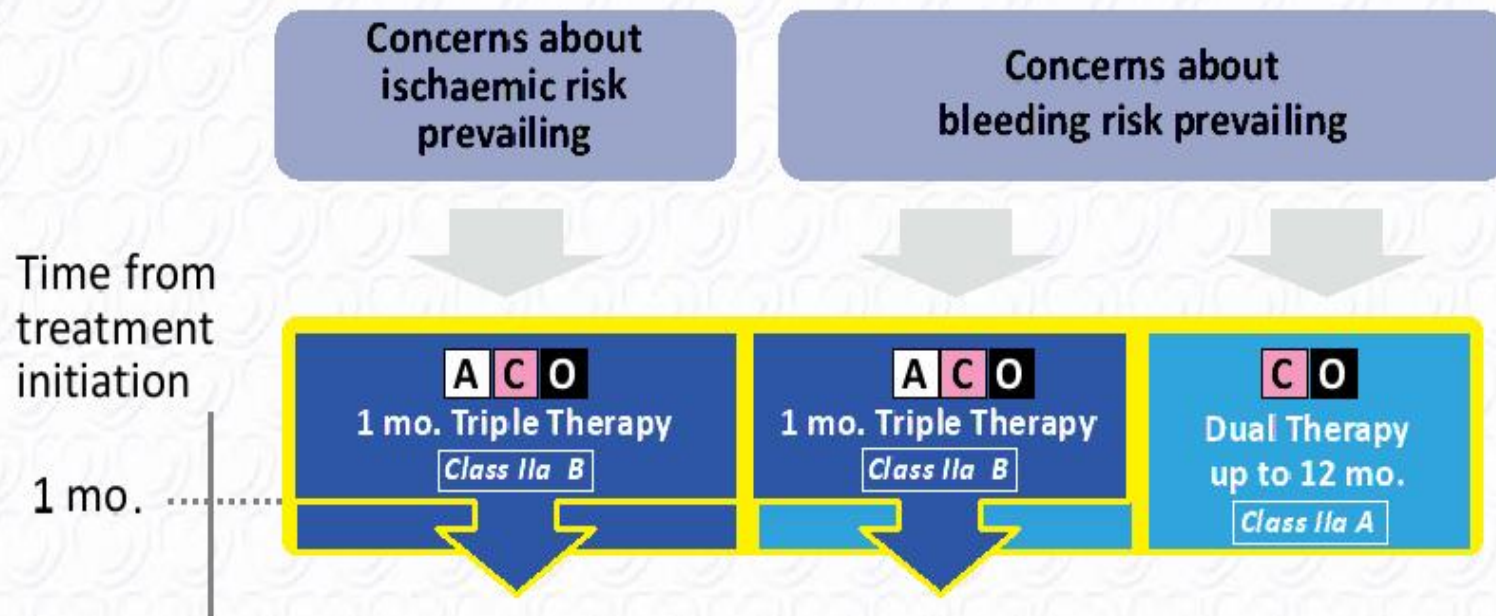 Concerns about
ischaemic risk
prevailing
Concerns about
bleeding risk prevailing
Time from
treatment
initiation
A C O
1 mo. Triple Therapy
Class IIa B
A C O
1 mo. Triple Therapy
Class IIa B
C O
Dual Therapy
up to 12 mo.
Class IIa A
1 mo.